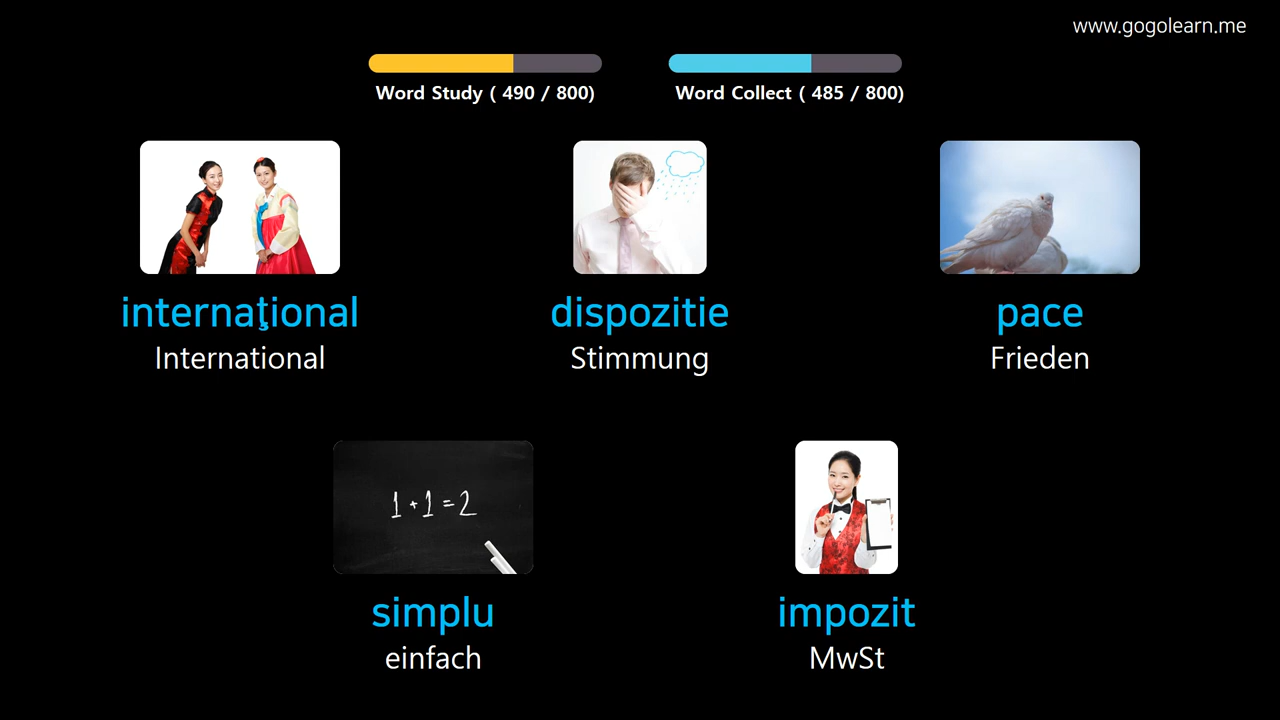 www.gogolearn.me
Word Study ( 490 / 800)
Word Collect ( 485 / 800)
internaţional
International
dispozitie
Stimmung
pace
Frieden
1 + 1 = 2
simplu
einfach
impozit
MwSt